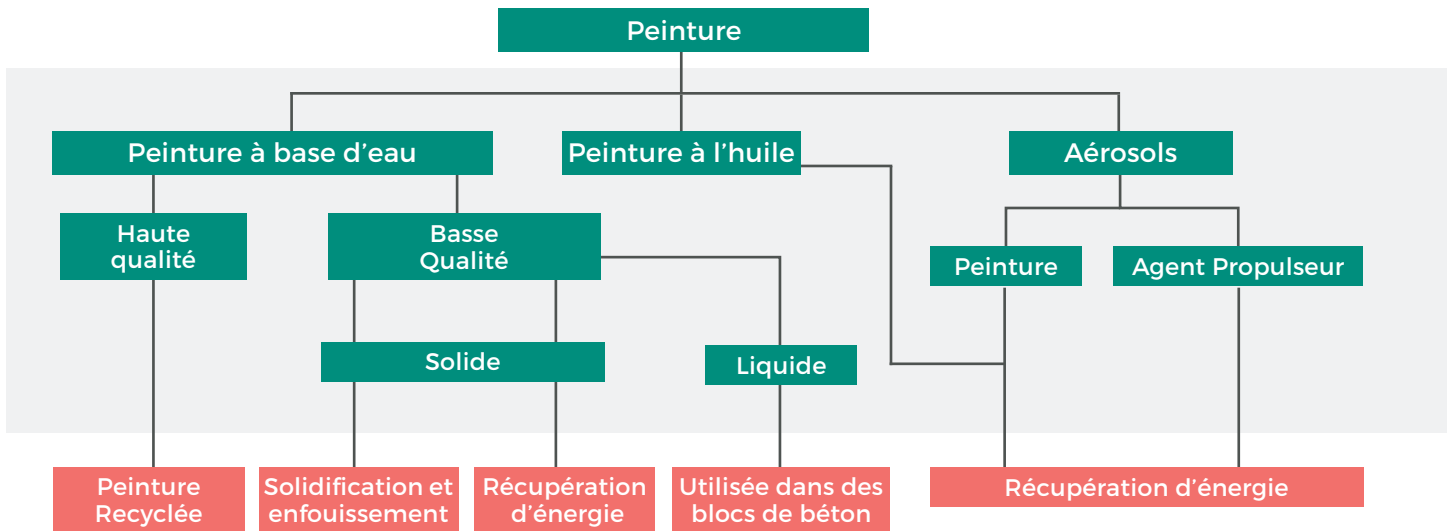 Peinture
Peinture à base d'eau
Peinture à l'huile
Aérosols
Haute
qualité
Basse
Qualité
Peinture
Agent Propulseur
Solide
Liquide
Peinture
Recyclée
Solidification et
enfouissement
Récupération
d'énergie
Utilisée dans des
blocs de béton
Récupération d'énergie